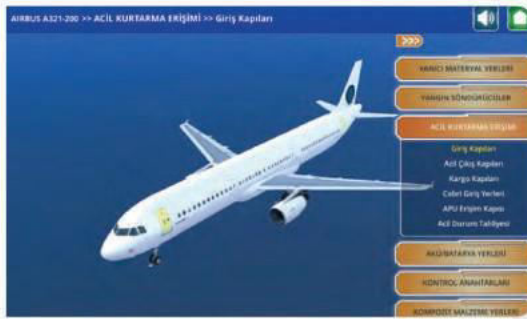 AIRBUS A321-200 >> ACİL KURTARMA ERİŞİMİ >> Giriş Kapıları
YANICI MATERYAL YERLERİ
YANGIN SÖNDÜRÜCÜLER
ACİL KURTARMA ERİŞİMİ
Giriş Kapıları
Acil Çıkış Kapıları
Kargo Kapıları
Cebri Giriş Yerleri
APU Erişim Kapısı
Acil Durum Tahliyesi
AKÜ/BATARYA YERLERİ
KONTROL ANAHTARLARI
KOMPOZİT MALZEME YERLERİ